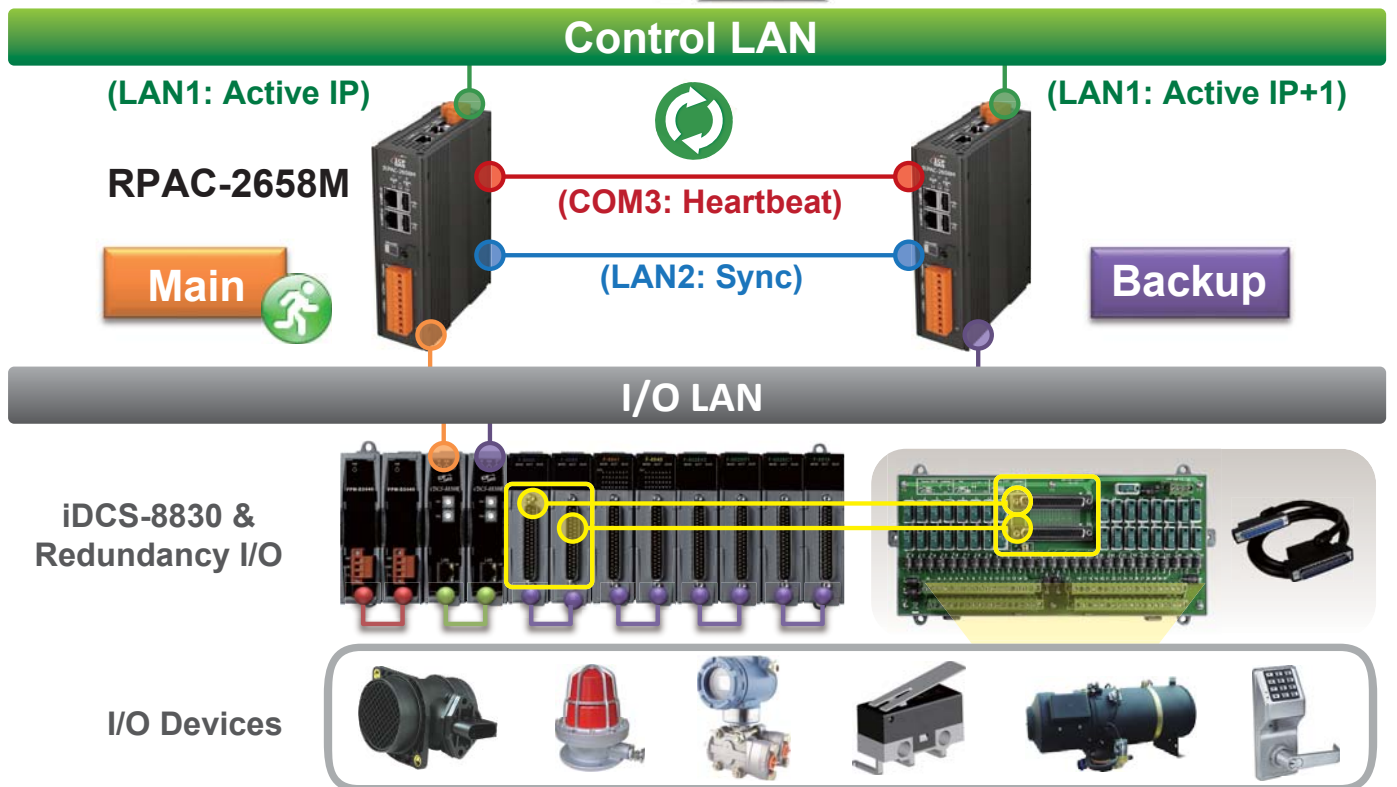 Control LAN
(LAN1: Active IP)
(LAN1: Active IP+1)
RPAC-2658M
(COM3: Heartbeat)
(LAN2: Sync)
Main
Backup
I/O LAN
iDCS-8830 &
Redundancy I/O
I/O Devices